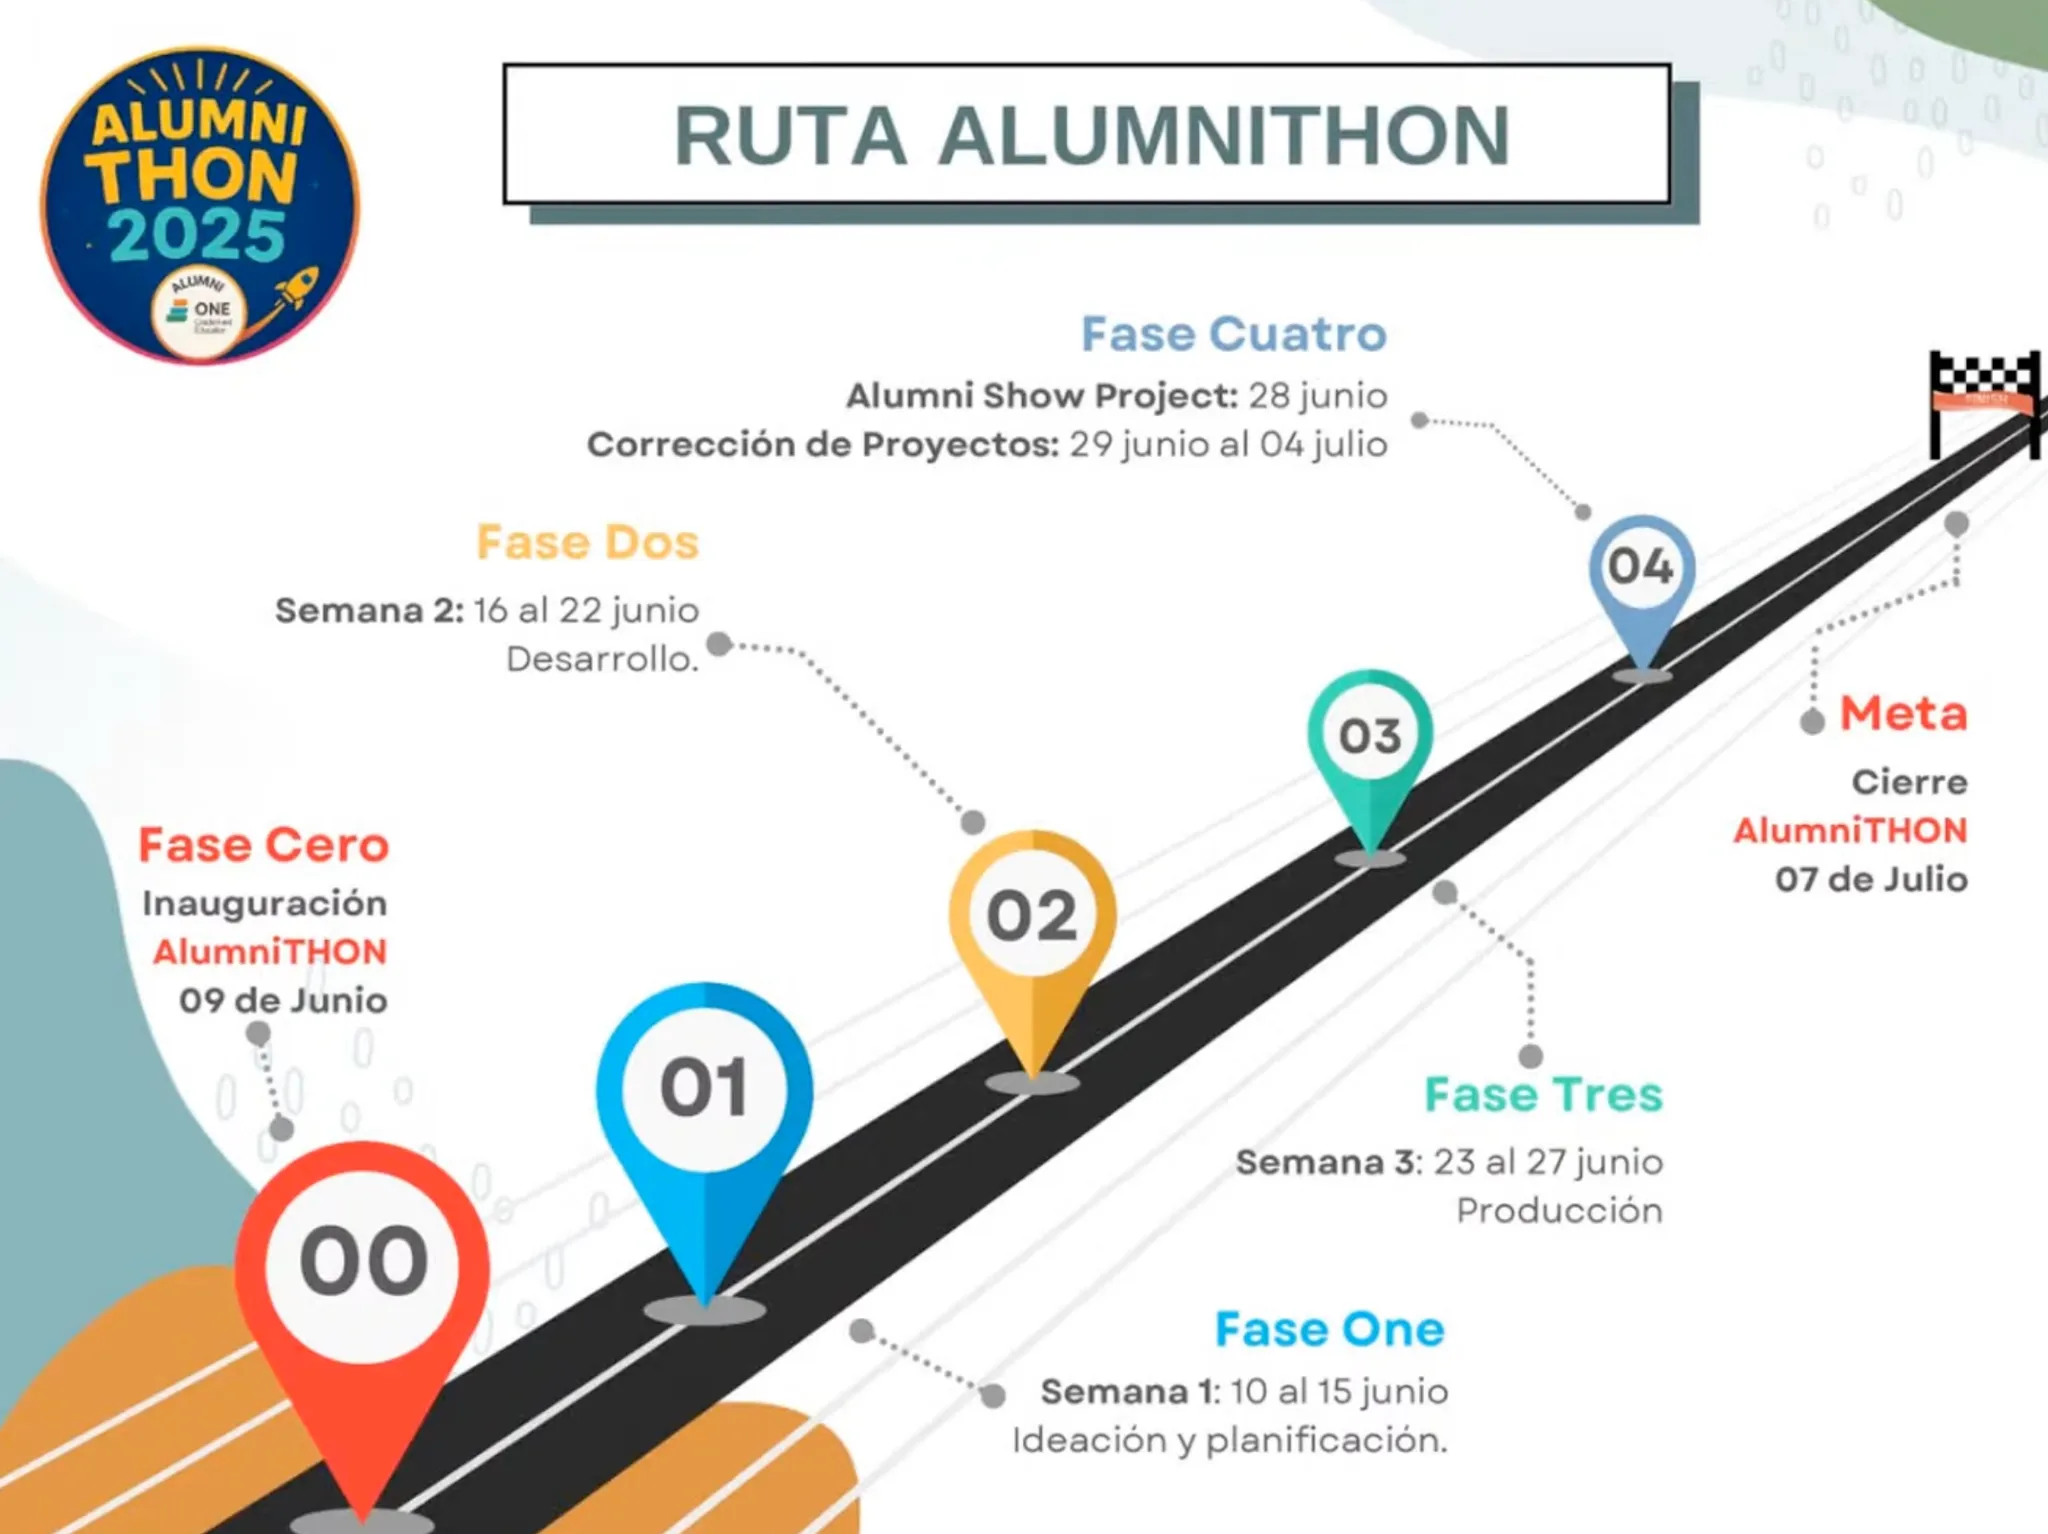 ALUMNI
THON
2025
ALUMNI
ONE
RUTA ALUMNITHON
Fase Cuatro
Alumni Show Project: 28 junio
Corrección de Proyectos: 29 junio al 04 julio
FINISH
Fase Dos
Semana 2: 16 al 22 junio
Desarrollo.
04
03
Meta
Cierre
AlumniTHON
07 de Julio
Fase Cero
Inauguración
AlumniTHON
09 de Junio
02
01
00
Fase Tres
Semana 3: 23 al 27 junio
Producción
Fase One
Semana 1: 10 al 15 junio
Ideación y planificación.